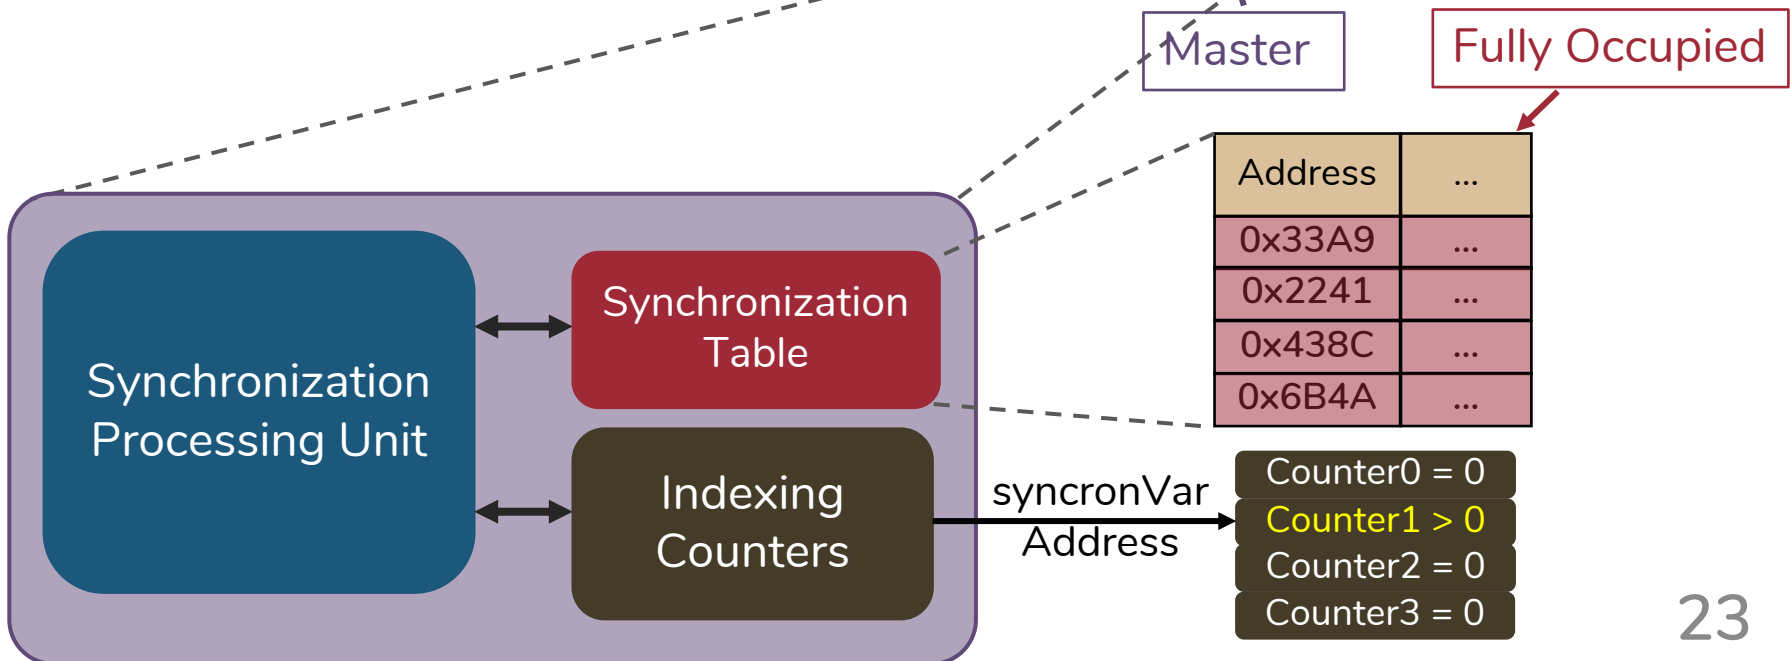 Master
Fully Occupied
Address ...
0x33A9 ...
0x2241 ...
0x438C ...
0x6B4A ...
Synchronization
Processing Unit
Synchronization
Table
Indexing
Counters
syncronVar
Address
Counter0 = 0
Counter1 > 0
Counter2 = 0
Counter3 = 0
23